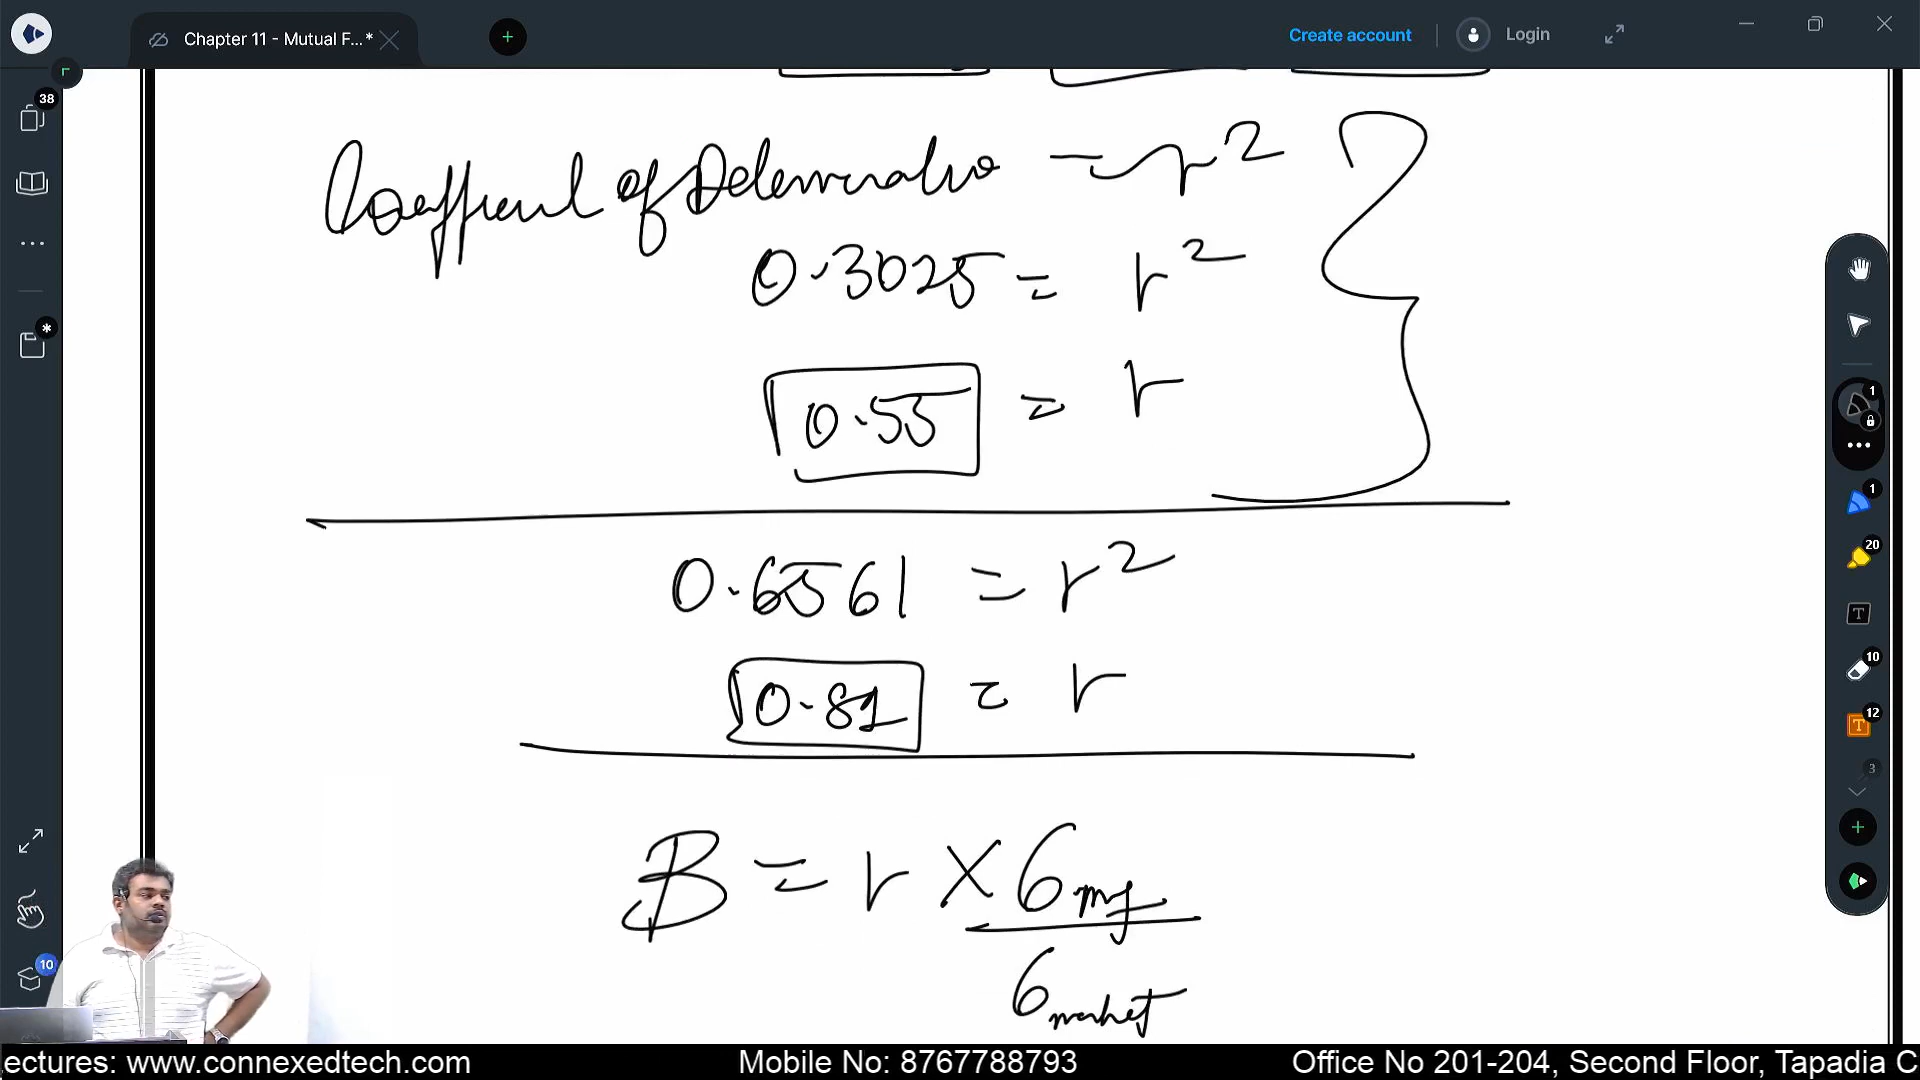 Chapter 11 - Mutual F...*
Create account
Login
38
Coefficient of Determination = r²
0.3025 = r²
0.55 = r
0.6561 = r²
0.81 = r
B = r X 6mf
6market
1
1
20
T
10
T 12
3
10
ectures: www.connexedtech.com Mobile No: 8767788793 Office No 201-204, Second Floor, Tapadia C